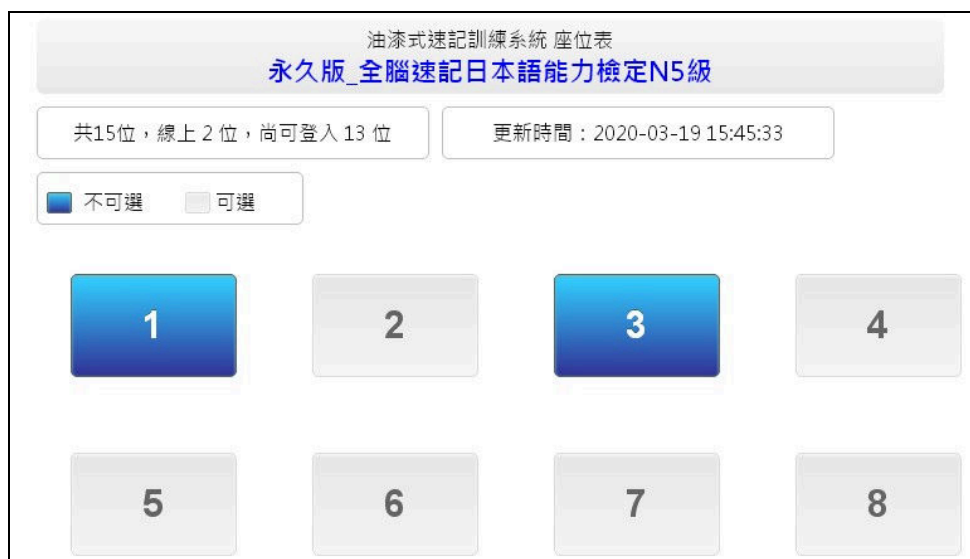 油漆式速記訓練系統 座位表
永久版_全腦速記日本語能力檢定N5級
共15位，線上 2 位，尚可登入 13 位
更新時間：2020-03-19 15:45:33
不可選 可選
1 2 3 4
5 6 7 8